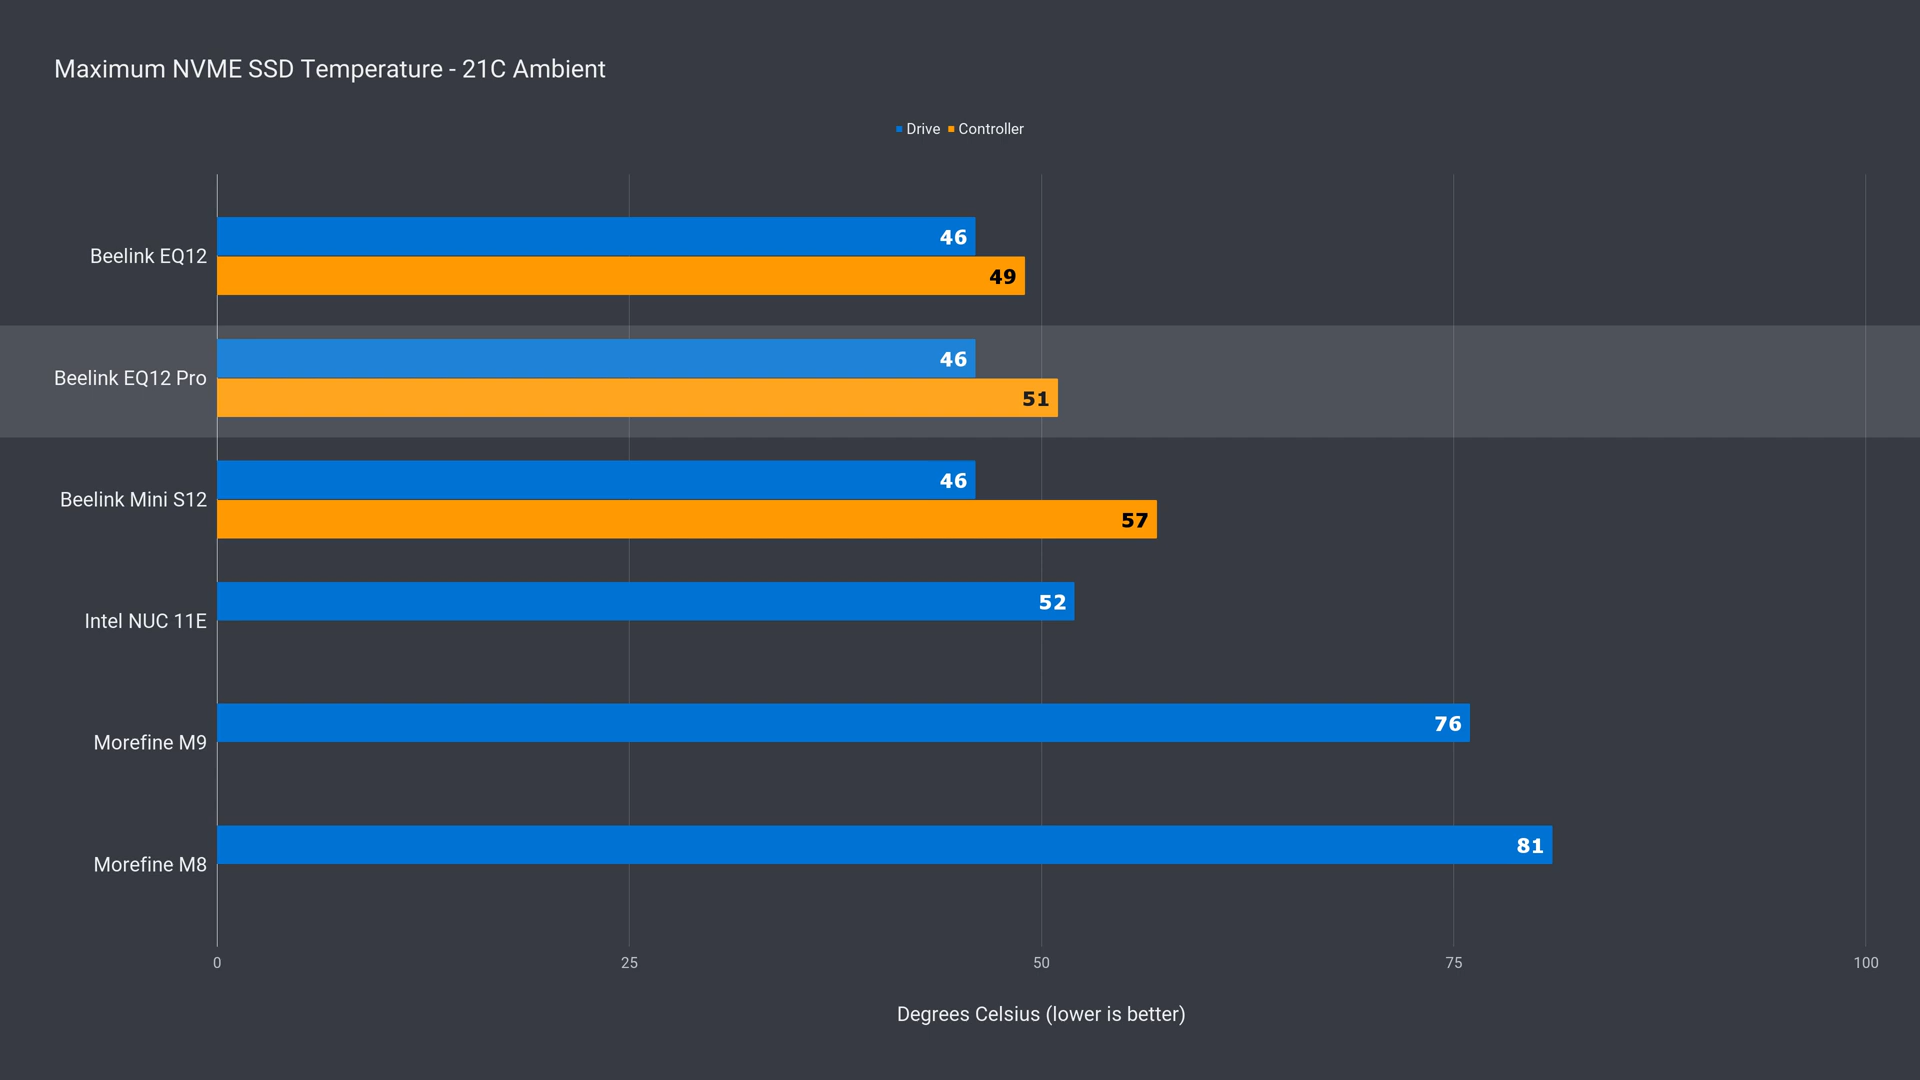 Maximum NVME SSD Temperature - 21C Ambient
Drive Controller
Beelink EQ12
46
49
Beelink EQ12 Pro
46
51
Beelink Mini S12
46
57
Intel NUC 11E
52
Morefine M9
76
Morefine M8
81
0 25 50 75 100
Degrees Celsius (lower is better)